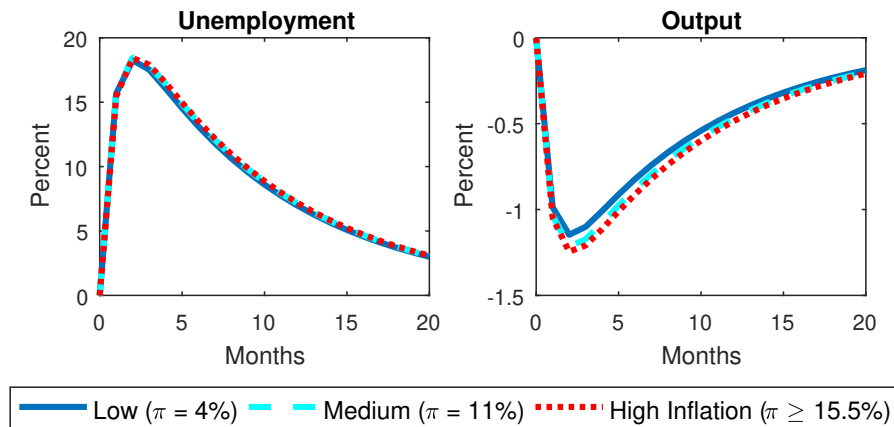 Unemployment
Percent
20
15
10
5
0
0 5 10 15 20
Months
Output
Percent
0
-0.5
-1
-1.5
0 5 10 15 20
Months
Low (π = 4%) Medium (π = 11%) High Inflation (π ≥ 15.5%)